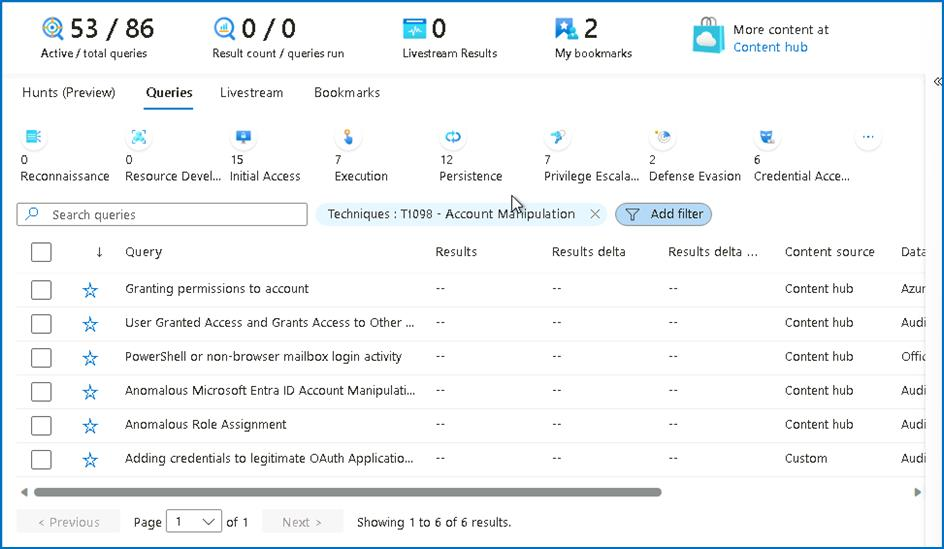 53 / 86
Active / total queries
0 / 0
Result count / queries run
0
Livestream Results
2
My bookmarks
More content at
Content hub
Hunts (Preview)
Queries
Livestream
Bookmarks
0
Reconnaissance
0
Resource Devel...
15
Initial Access
7
Execution
12
Persistence
7
Privilege Escala...
2
Defense Evasion
6
Credential Acce...
Search queries
Techniques : T1098 - Account Manipulation
Add filter
Query Results Results delta Results delta ... Content source Data
Granting permissions to account -- -- -- Content hub Azur
User Granted Access and Grants Access to Other ... -- -- -- Content hub Audi
PowerShell or non-browser mailbox login activity -- -- -- Content hub Offic
Anomalous Microsoft Entra ID Account Manipulati... -- -- -- Content hub Audi
Anomalous Role Assignment -- -- -- Content hub Audi
Adding credentials to legitimate OAuth Applicatio... -- -- -- Custom Audi
< Previous Page 1 of 1 Next > Showing 1 to 6 of 6 results.